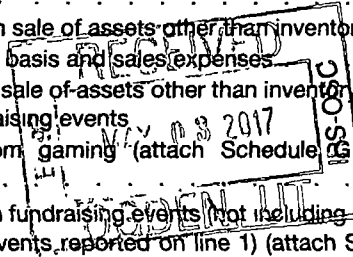 n sale of assets other than inventor
basis and sales expenses
RECEIVED
sale of assets other than inventor
aising events
MAY 08 2017
IRS-OSC
om gaming (attach Schedule G
OGDEN, UT
n fundraising events (not including
vents reported on line 1) (attach S